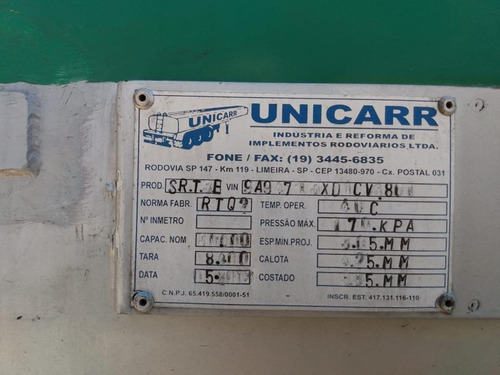 UNICARR
UNICARR
INDUSTRIA E REFORMA DE
IMPLEMENTOS RODOVIARIOS, LTDA.
FONE / FAX: (19) 3445-6835
RODOVIA SP 147 - Km 119 - LIMEIRA - SP - CEP 13480-970 - Cx. POSTAL 031
PROD. S.R.T. E VIN
NORMA FABR. TEMP. OPER. C
Nº INMETRO PRESSÃO MAX. KPA
CAPAC. NOM ESP.MIN.PROJ. MM
TARA CALOTA MM
DATA COSTADO MM
C.N.P.J. 65.419.558/0001-51 INSCR. EST. 417.131.116-110